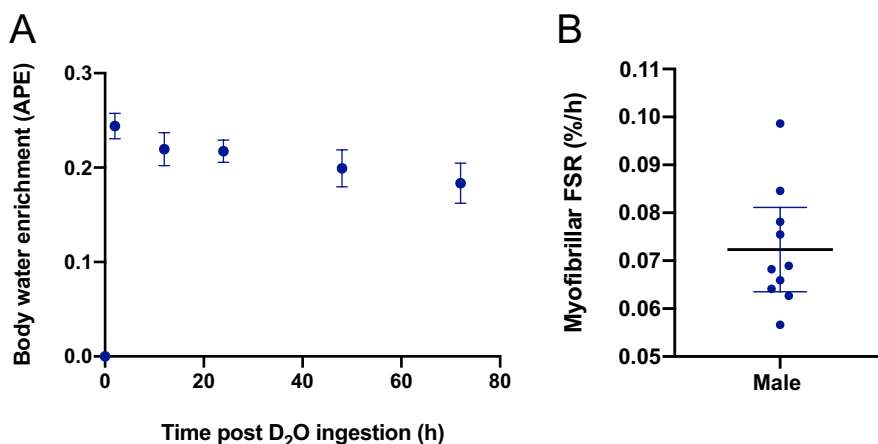 A
Body water enrichment (APE)
0.3
0.2
0.1
0.0
0
20
40
60
80
Time post D₂O ingestion (h)
B
Myofibrillar FSR (%/h)
0.11
0.10
0.09
0.08
0.07
0.06
0.05
Male